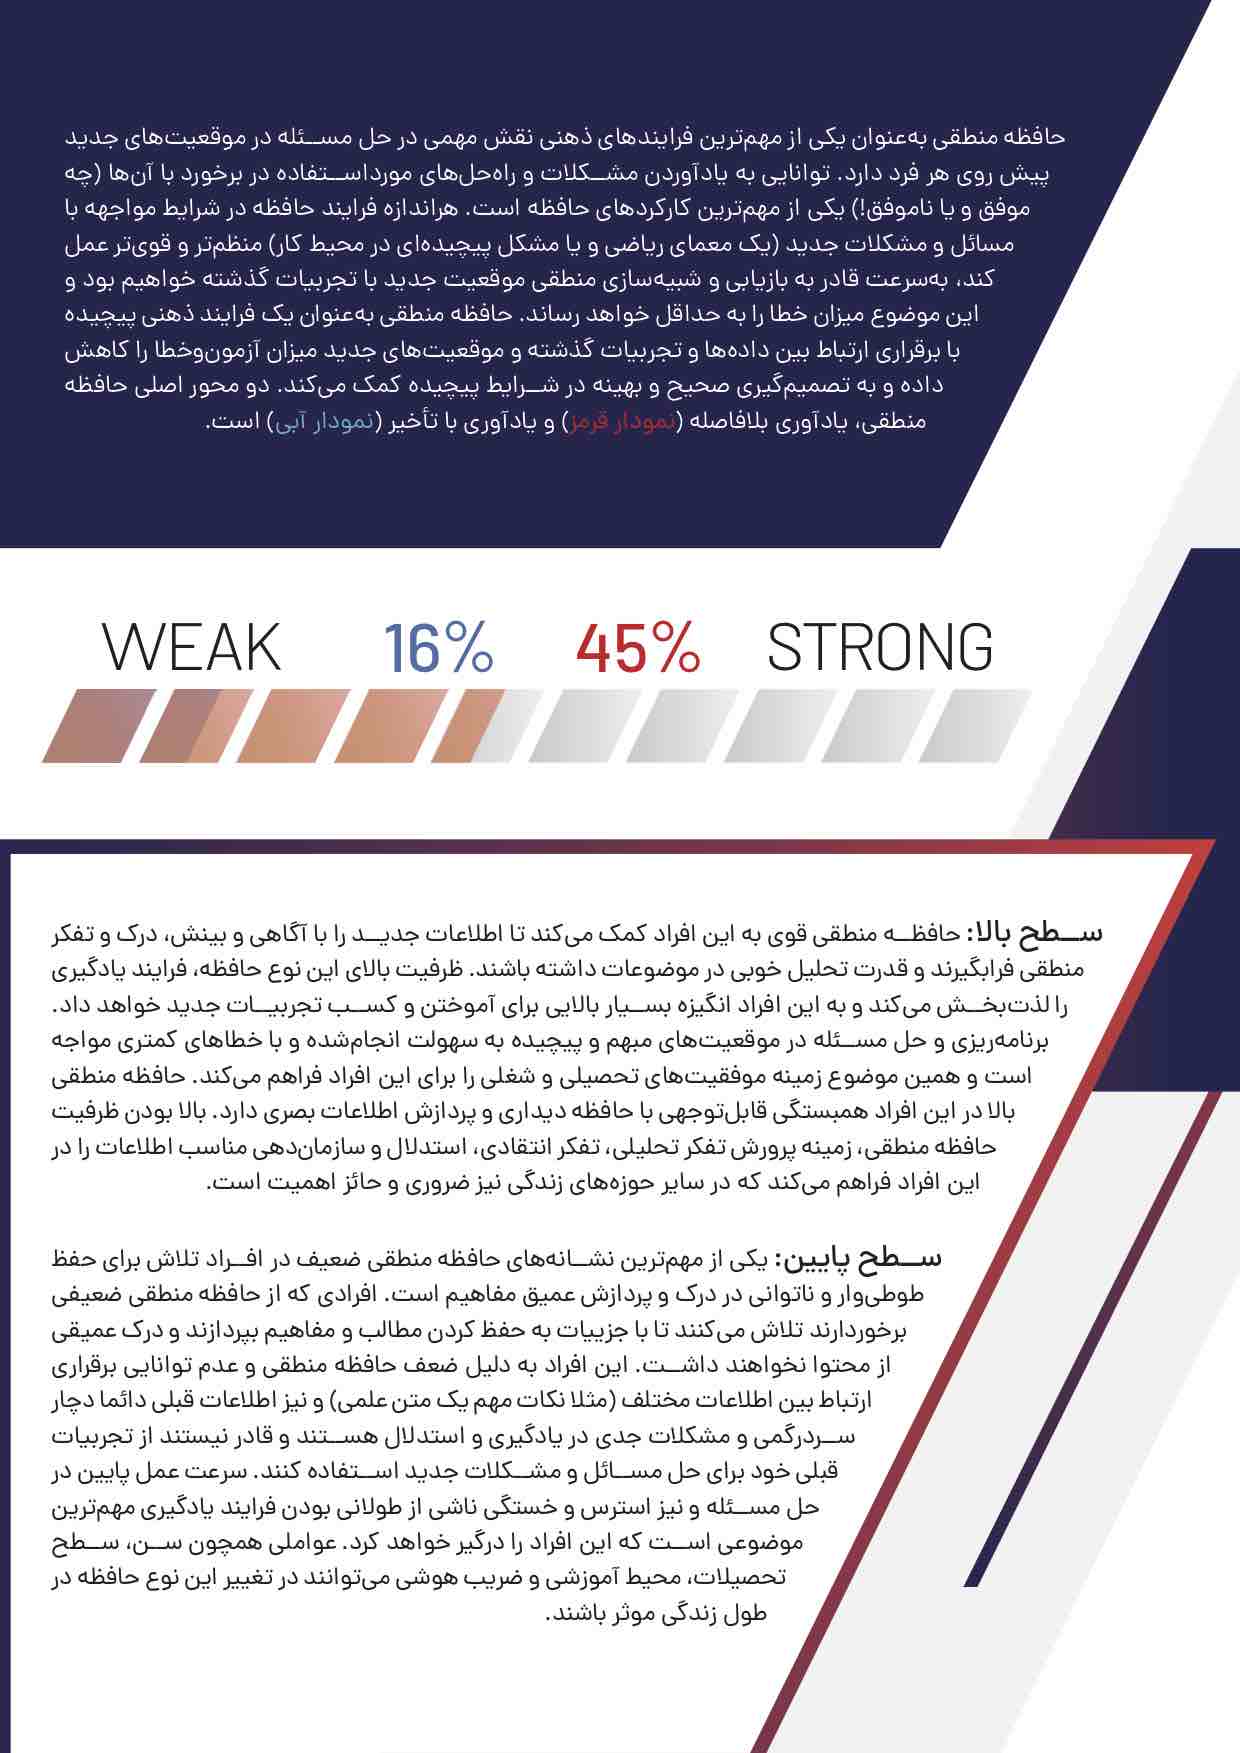 حافظه منطقی به‌عنوان یکی از مهم‌ترین فرایندهای ذهنی نقش مهمی در حل مسئله در موقعیت‌های جدید
پیش روی هر فرد دارد. توانایی به یادآوردن مشکلات و راه‌حل‌های مورداستفاده در برخورد با آن‌ها (چه
موفق و یا ناموفق!) یکی از مهم‌ترین کارکردهای حافظه است. هراندازه فرایند حافظه در شرایط مواجهه با
مسائل و مشکلات جدید (یک معمای ریاضی و یا مشکل پیچیده‌ای در محیط کار) منظم‌تر و قوی‌تر عمل
کند، به‌سرعت قادر به بازیابی و شبیه‌سازی منطقی موقعیت جدید با تجربیات گذشته خواهیم بود و
این موضوع میزان خطا را به حداقل خواهد رساند. حافظه منطقی به‌عنوان یک فرایند ذهنی پیچیده
با برقراری ارتباط بین داده‌ها و تجربیات گذشته و موقعیت‌های جدید میزان آزمون‌وخطا را کاهش
داده و به تصمیم‌گیری صحیح و بهینه در شرایط پیچیده کمک می‌کند. دو محور اصلی حافظه
منطقی، یادآوری بلافاصله (نمودار قرمز) و یادآوری با تأخیر (نمودار آبی) است.
WEAK 16% 45% STRONG
سطح بالا: حافظه منطقی قوی به این افراد کمک می‌کند تا اطلاعات جدید را با آگاهی و بینش، درک و تفکر
منطقی فرابگیرند و قدرت تحلیل خوبی در موضوعات داشته باشند. ظرفیت بالای این نوع حافظه، فرایند یادگیری
را لذت‌بخش می‌کند و به این افراد انگیزه بسیار بالایی برای آموختن و کسب تجربیات جدید خواهد داد.
برنامه‌ریزی و حل مسئله در موقعیت‌های مبهم و پیچیده به سهولت انجام‌شده و با خطاهای کمتری مواجه
است و همین موضوع زمینه موفقیت‌های تحصیلی و شغلی را برای این افراد فراهم می‌کند. حافظه منطقی
بالا در این افراد همبستگی قابل‌توجهی با حافظه دیداری و پردازش اطلاعات بصری دارد. بالا بودن ظرفیت
حافظه منطقی، زمینه پرورش تفکر تحلیلی، تفکر انتقادی، استدلال و سازمان‌دهی مناسب اطلاعات را در
این افراد فراهم می‌کند که در سایر حوزه‌های زندگی نیز ضروری و حائز اهمیت است.
سطح پایین: یکی از مهم‌ترین نشانه‌های حافظه منطقی ضعیف در افراد تلاش برای حفظ
طوطی‌وار و ناتوانی در درک و پردازش عمیق مفاهیم است. افرادی که از حافظه منطقی ضعیفی
برخوردارند تلاش می‌کنند تا با جزییات به حفظ کردن مطالب و مفاهیم بپردازند و درک عمیقی
از محتوا نخواهند داشت. این افراد به دلیل ضعف حافظه منطقی و عدم توانایی برقراری
ارتباط بین اطلاعات مختلف (مثلا نکات مهم یک متن علمی) و نیز اطلاعات قبلی دائما دچار
سردرگمی و مشکلات جدی در یادگیری و استدلال هستند و قادر نیستند از تجربیات
قبلی خود برای حل مسائل و مشکلات جدید استفاده کنند. سرعت عمل پایین در
حل مسئله و نیز استرس و خستگی ناشی از طولانی بودن فرایند یادگیری مهم‌ترین
موضوعی است که این افراد را درگیر خواهد کرد. عواملی همچون سن، سطح
تحصیلات، محیط آموزشی و ضریب هوشی می‌توانند در تغییر این نوع حافظه در
طول زندگی موثر باشند.